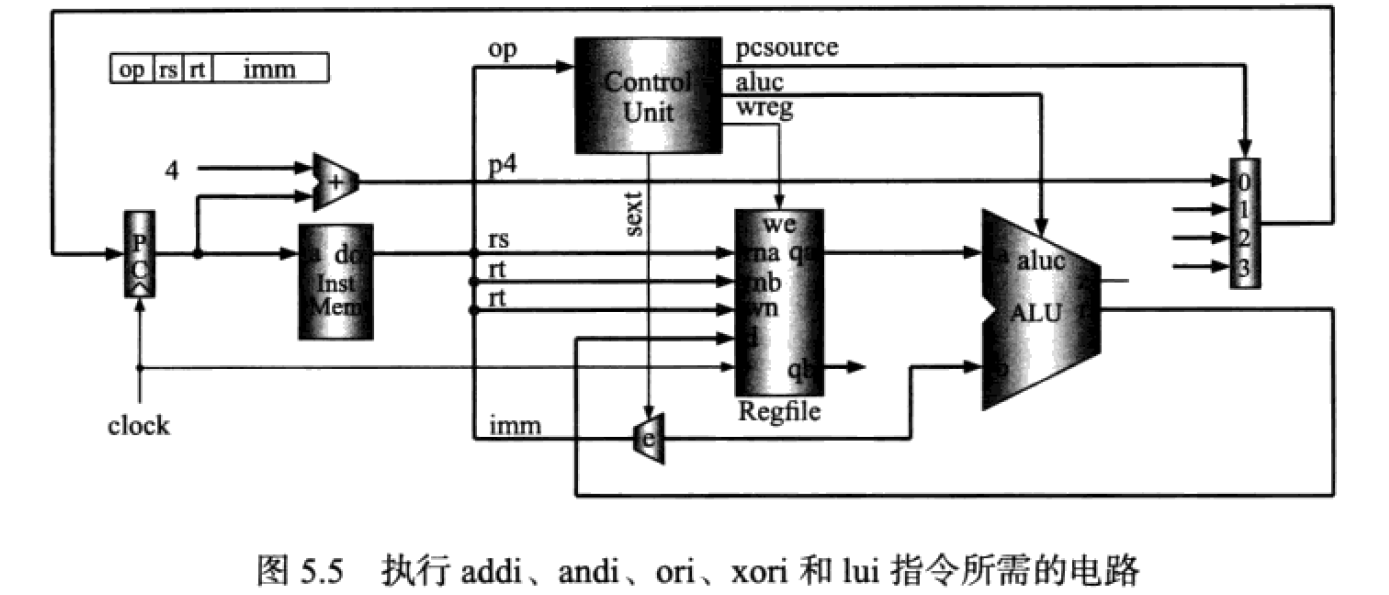 op rs rt imm
op
Control
Unit
pcsource
aluc
wreg
4
+
p4
sext
0
1
2
3
P
C
a do
Inst
Mem
rs
rt
rt
we
rna qa
rnb
wn
d
qb
Regfile
a aluc
z
ALU r
b
clock
imm
e
图 5.5 执行 addi、andi、ori、xori 和 lui 指令所需的电路